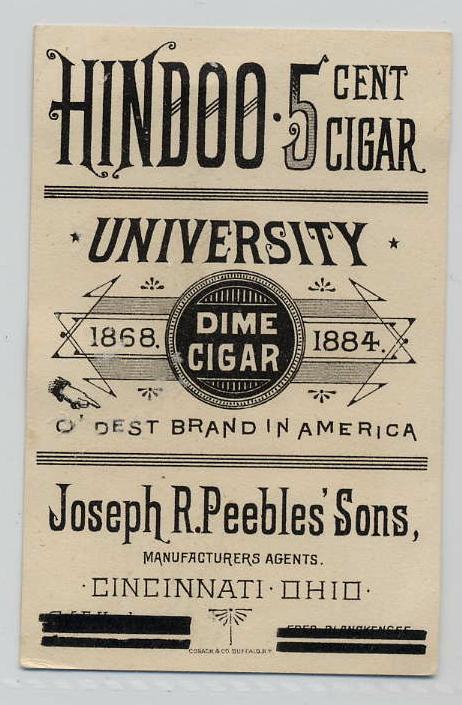 HINDOO · 5 CENT CIGAR
UNIVERSITY
1868. DIME CIGAR 1884.
O DEST BRAND IN AMERICA
Joseph R. Peebles' Sons,
MANUFACTURERS AGENTS.
· CINCINNATI · OHIO ·
COSACK & CO. BUFFALO, N.Y.